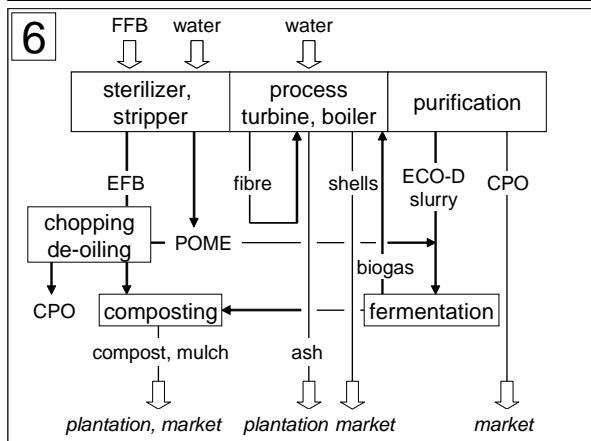 6
FFB
water
water
sterilizer,
stripper
process
turbine, boiler
purification
EFB
fibre
shells
ECO-D
slurry
CPO
chopping
de-oiling
POME
biogas
CPO
composting
fermentation
compost, mulch
ash
plantation, market
plantation market
market